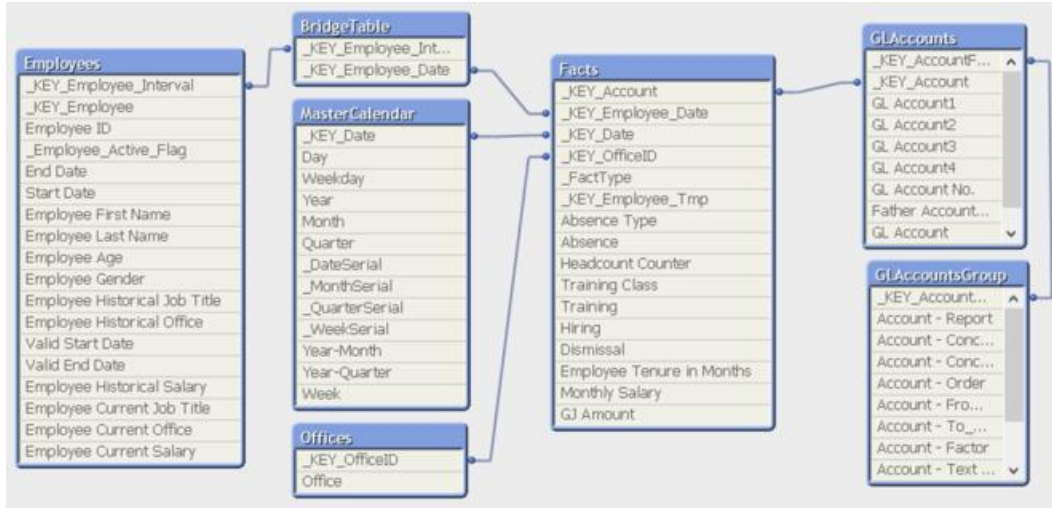 Employees
_KEY_Employee_Interval
_KEY_Employee
Employee ID
_Employee_Active_Flag
End Date
Start Date
Employee First Name
Employee Last Name
Employee Age
Employee Gender
Employee Historical Job Title
Employee Historical Office
Valid Start Date
Valid End Date
Employee Historical Salary
Employee Current Job Title
Employee Current Office
Employee Current Salary
BridgeTable
_KEY_Employee_Int...
_KEY_Employee_Date
MasterCalendar
_KEY_Date
Day
Weekday
Year
Month
Quarter
_DateSerial
_MonthSerial
_QuarterSerial
_WeekSerial
Year-Month
Year-Quarter
Week
Offices
_KEY_OfficeID
Office
Facts
_KEY_Account
_KEY_Employee_Date
_KEY_Date
_KEY_OfficeID
_FactType
_KEY_Employee_Tmp
Absence Type
Absence
Headcount Counter
Training Class
Training
Hiring
Dismissal
Employee Tenure in Months
Monthly Salary
GJ Amount
GLAccounts
_KEY_AccountF...
_KEY_Account
GL Account1
GL Account2
GL Account3
GL Account4
GL Account No.
Father Account...
GL Account
GLAccountsGroup
_KEY_Account...
Account - Report
Account - Conc...
Account - Conc...
Account - Order
Account - Fro...
Account - To_...
Account - Factor
Account - Text ...